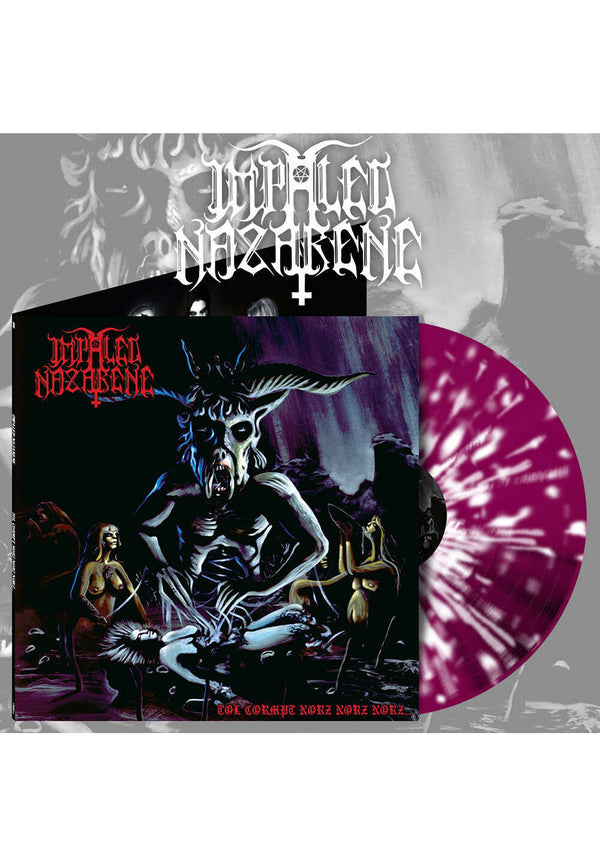 IMPALED
NAZARENE
IMPALED
NAZARENE
TOL CORMPT NORZ NORZ NORZ...